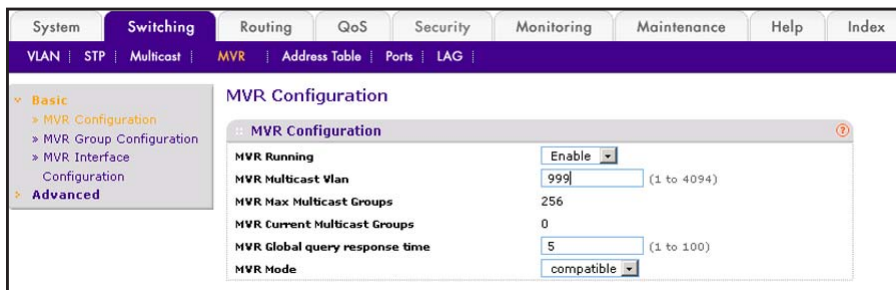 System Switching Routing QoS Security Monitoring Maintenance Help Index
VLAN STP Multicast MVR Address Table Ports LAG
Basic
» MVR Configuration
» MVR Group Configuration
» MVR Interface
Configuration
Advanced
MVR Configuration
MVR Configuration ?
MVR Running Enable
MVR Multicast Vlan 999 (1 to 4094)
MVR Max Multicast Groups 256
MVR Current Multicast Groups 0
MVR Global query response time 5 (1 to 100)
MVR Mode compatible